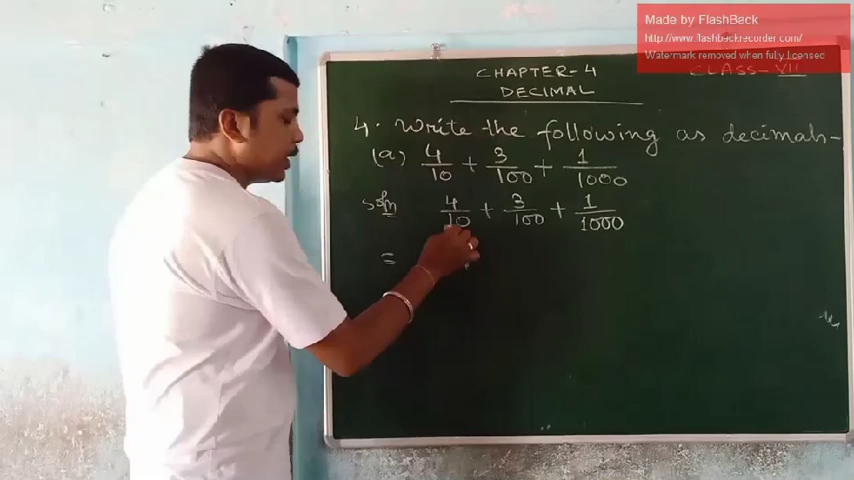 Made by FlashBack
http://www.flashbackrecorder.com/
Watermark removed when fully licensed
CHAPTER-4
CLASS-VII
DECIMAL
4. Write the following as decimals-
(a) 4/10 + 3/100 + 1/1000
Soln 4/10 + 3/100 + 1/1000
=